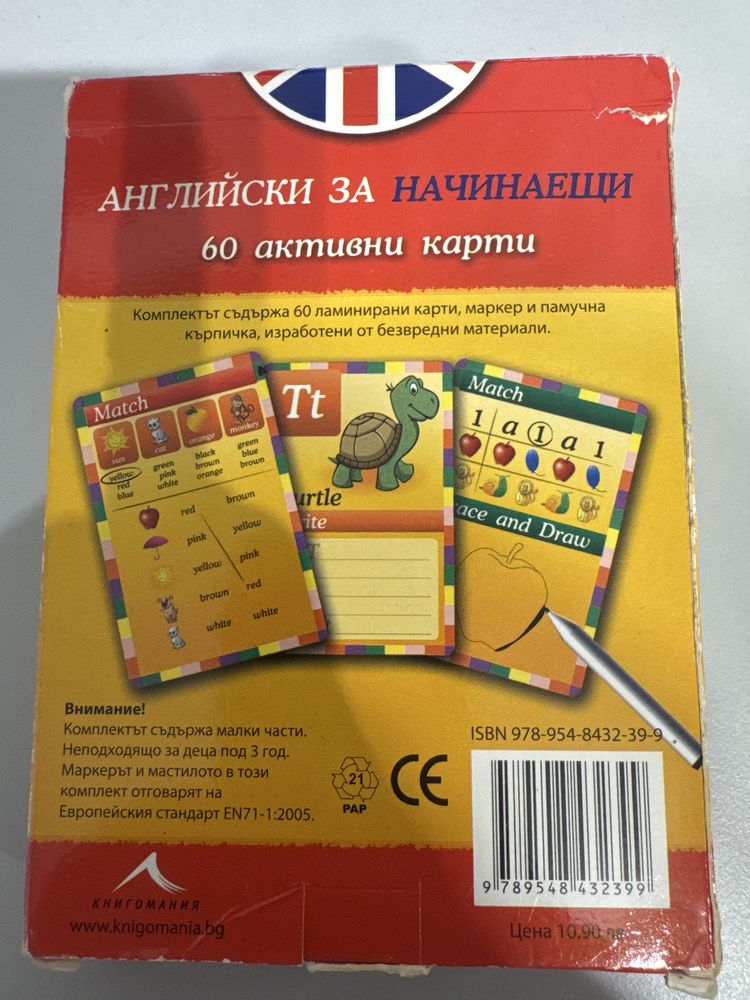 АНГЛИЙСКИ ЗА НАЧИНАЕЩИ
60 активни карти
Комплектът съдържа 60 ламинирани карти, маркер и памучна
кърпичка, изработени от безвредни материали.
Match
sun cat orange monkey
yellow green black green
red pink brown blue
blue white orange brown
red brown
pink yellow
yellow pink
brown red
white white
Tt
urtle
ite
T
Match
1 a 1 a 1
ace and Draw
Внимание!
Комплектът съдържа малки части.
Неподходящо за деца под 3 год.
Маркерът и мастилото в този
комплект отговарят на
Европейския стандарт EN71-1:2005.
21
PAP
CE
ISBN 978-954-8432-39-9
9 789548 432399
КНИГОМАНИЯ
www.knigomania.bg
Цена 10.90 лв.